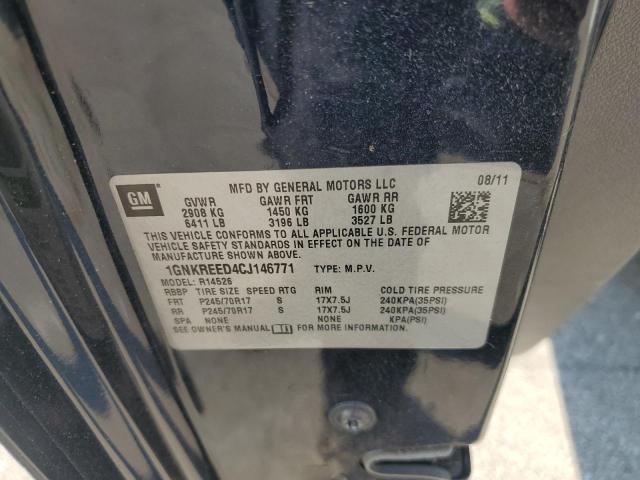 MFD BY GENERAL MOTORS LLC 08/11
GM GVWR GAWR FRT GAWR RR
2908 KG 1450 KG 1600 KG
6411 LB 3196 LB 3527 LB
THIS VEHICLE CONFORMS TO ALL APPLICABLE U.S. FEDERAL MOTOR
VEHICLE SAFETY STANDARDS IN EFFECT ON THE DATE OF
MANUFACTURE SHOWN ABOVE.
1GNKREED4CJ146771 TYPE: M.P.V.
MODEL: R14526
RBBP TIRE SIZE SPEED RTG RIM COLD TIRE PRESSURE
FRT P245/70R17 S 17X7.5J 240KPA(35PSI)
RR P245/70R17 S 17X7.5J 240KPA(35PSI)
SPA NONE NONE KPA(PSI)
SEE OWNER'S MANUAL FOR MORE INFORMATION.